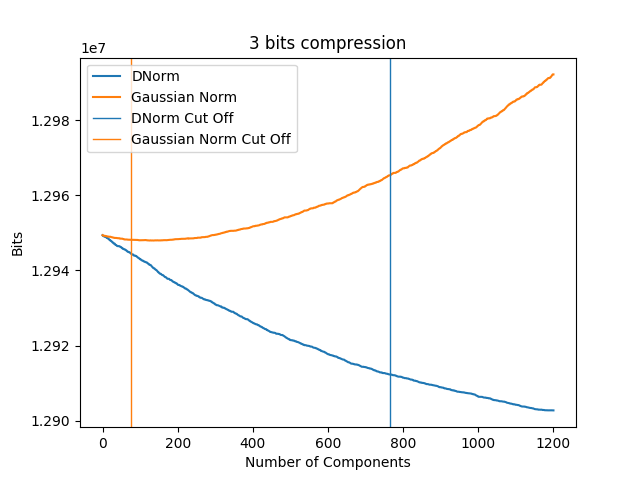 3 bits compression
1e7
DNorm
Gaussian Norm
DNorm Cut Off
Gaussian Norm Cut Off
1.298
1.296
1.294
1.292
1.290
Bits
0 200 400 600 800 1000 1200
Number of Components